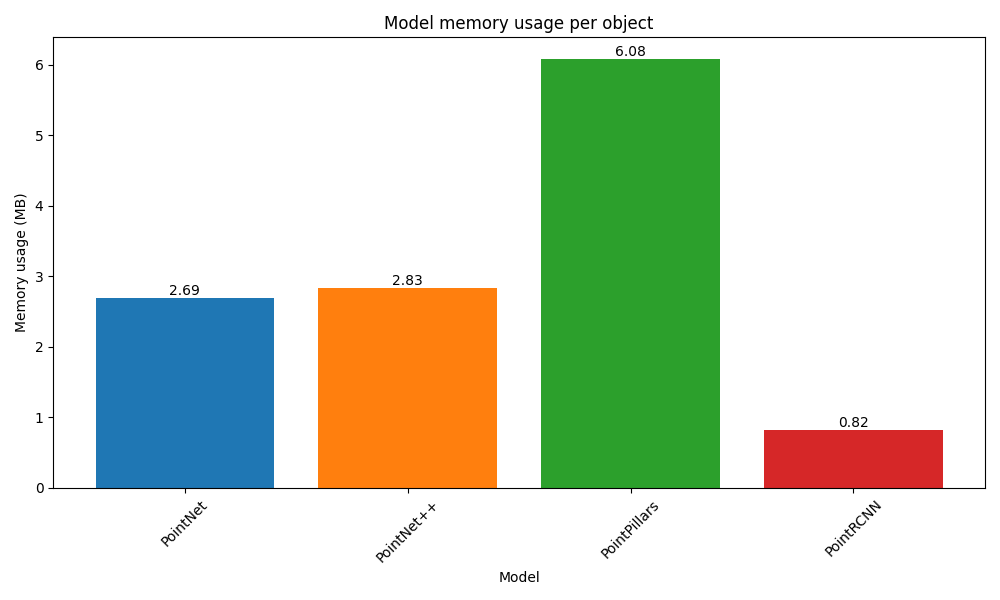 Model memory usage per object
Memory usage (MB)
6
5
4
3
2
1
0
2.69
2.83
6.08
0.82
PointNet
PointNet++
PointPillars
PointRCNN
Model